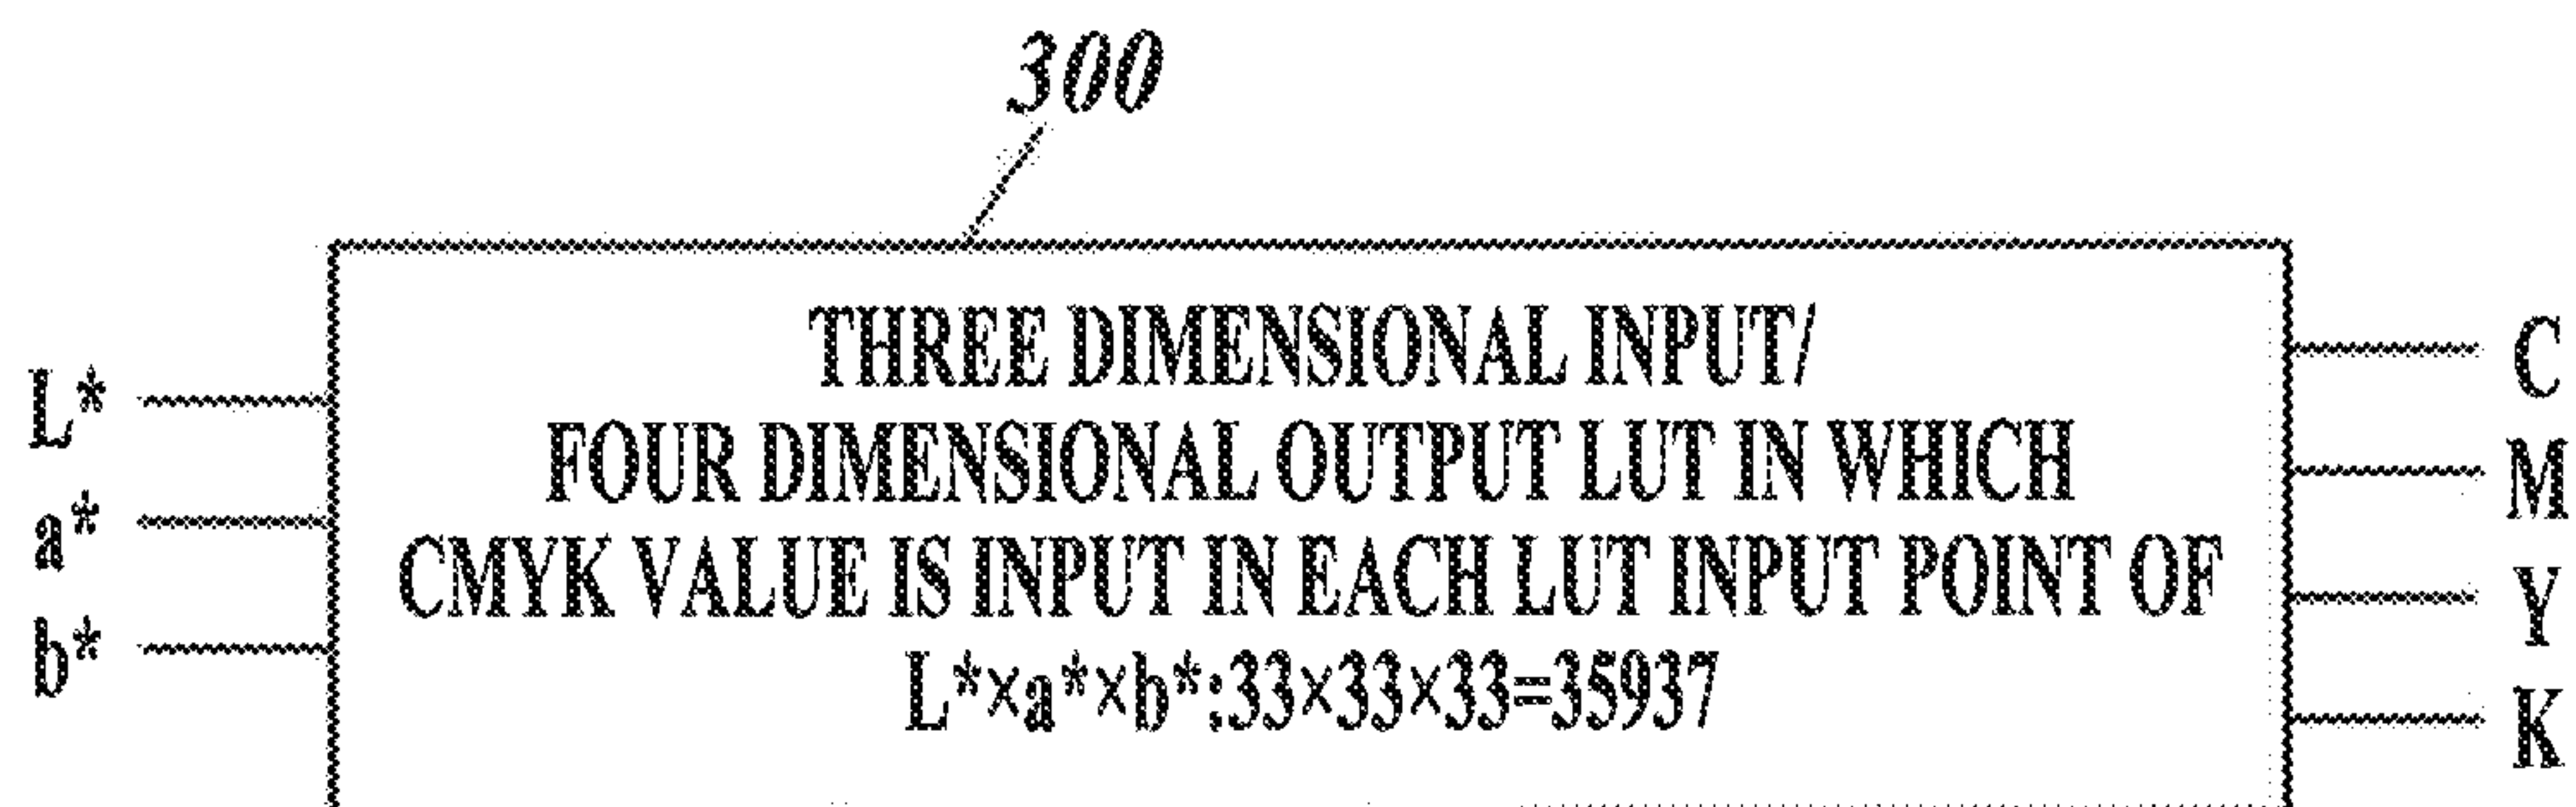 300
THREE DIMENSIONAL INPUT/
FOUR DIMENSIONAL OUTPUT LUT IN WHICH
CMYK VALUE IS INPUT IN EACH LUT INPUT POINT OF
L*×a*×b*:33×33×33=35937
L*
a*
b*
C
M
Y
K